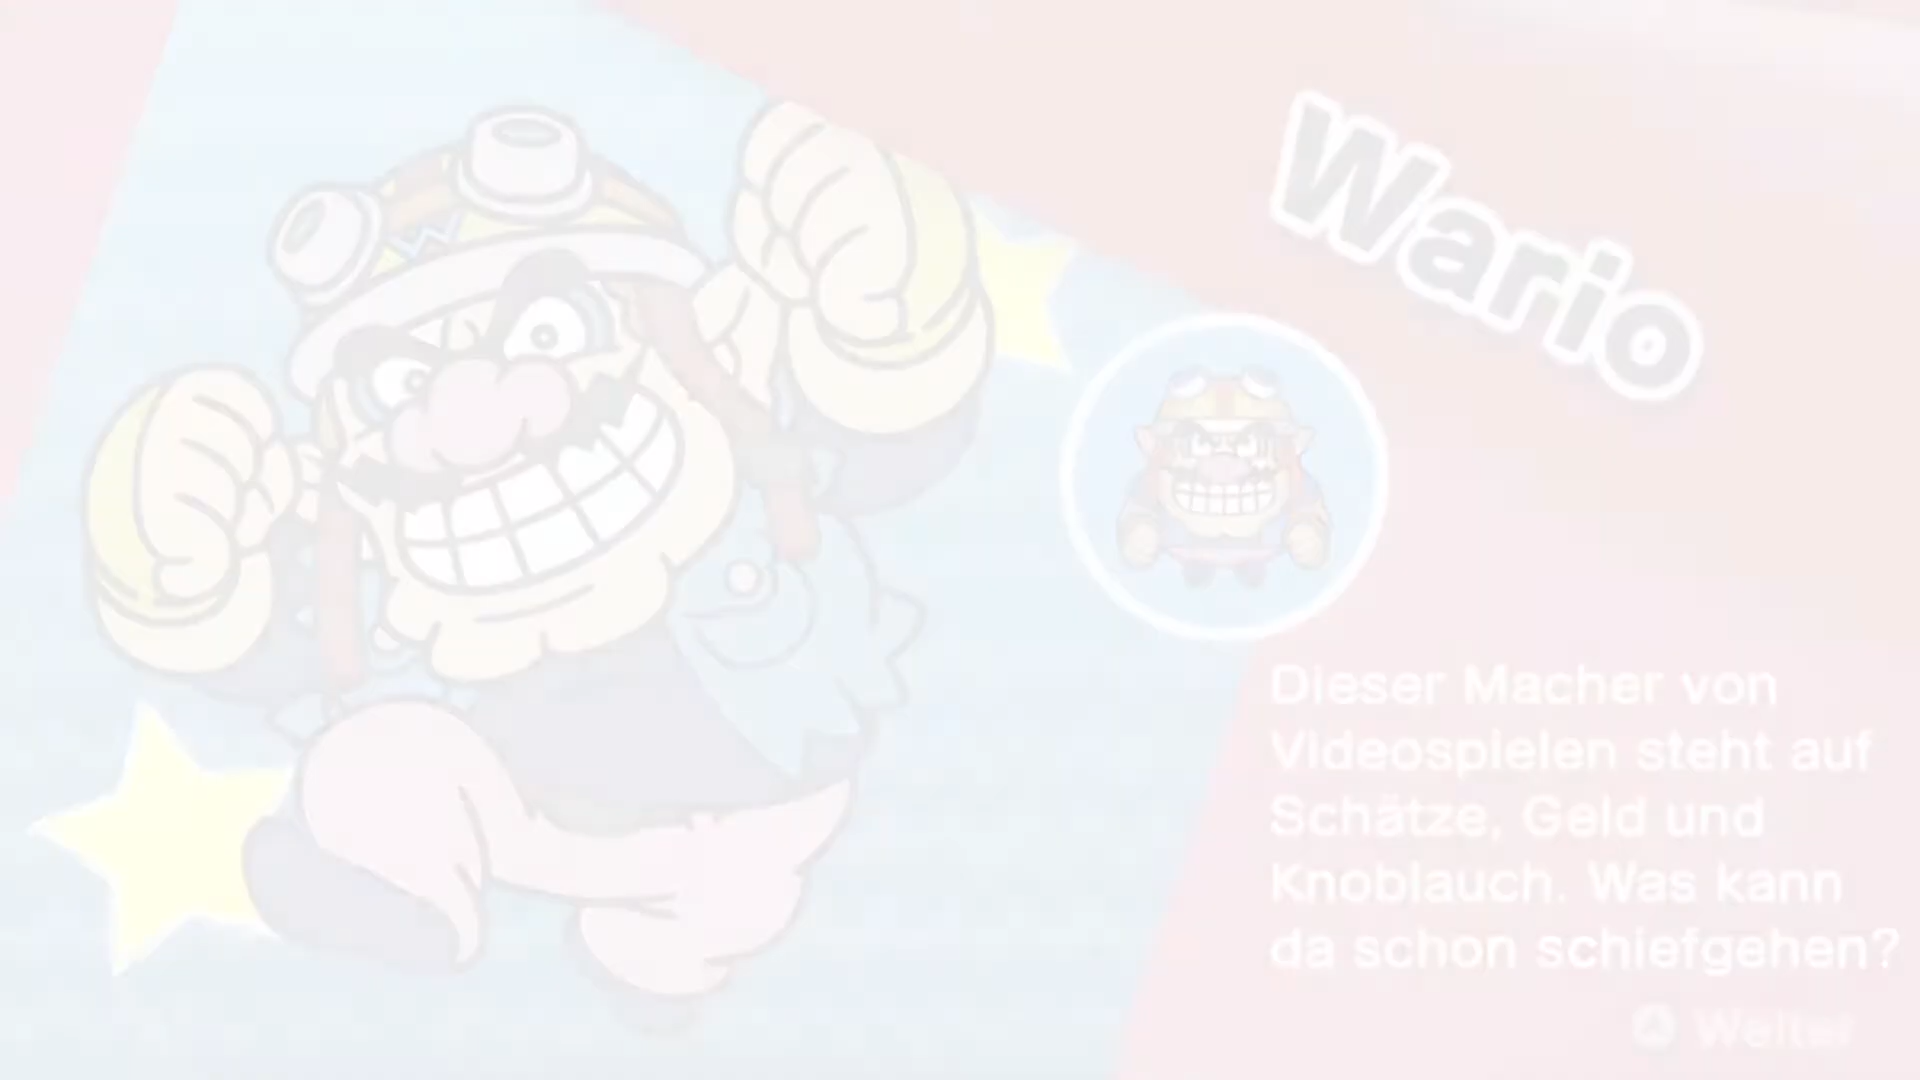 Wario
W
Dieser Macher von
Videospielen steht auf
Schätze, Geld und
Knoblauch. Was kann
da schon schiefgehen?
A Weiter